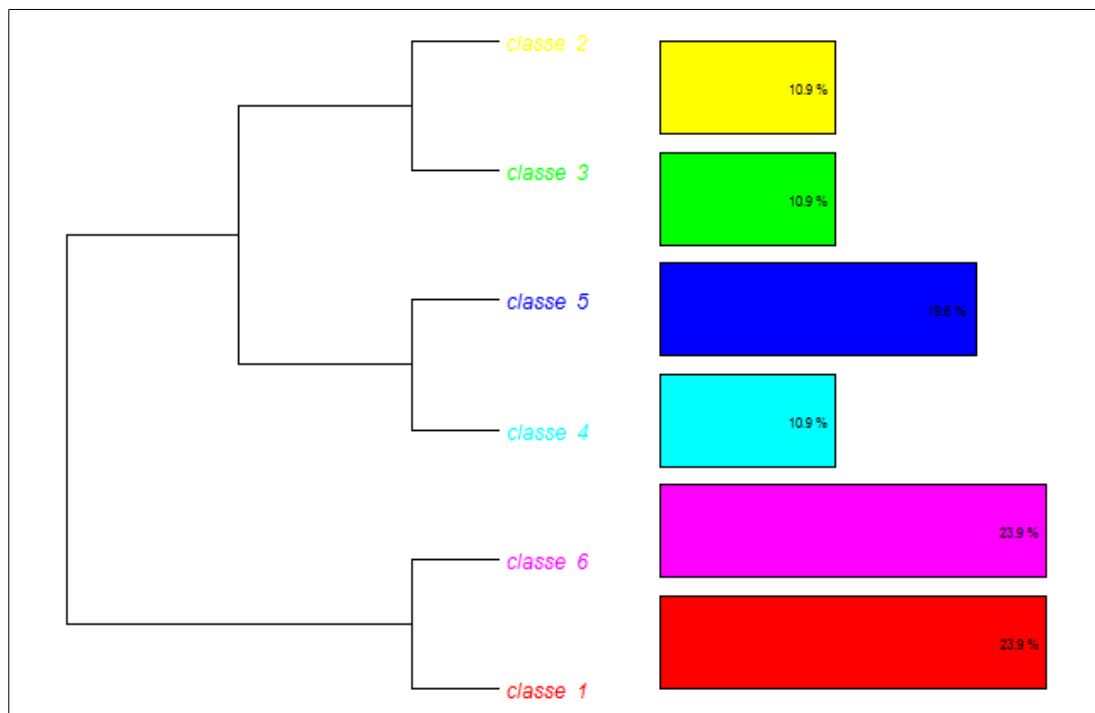 classe 2
10.9 %
classe 3
10.9 %
classe 5
19.6 %
classe 4
10.9 %
classe 6
23.9 %
classe 1
23.9 %